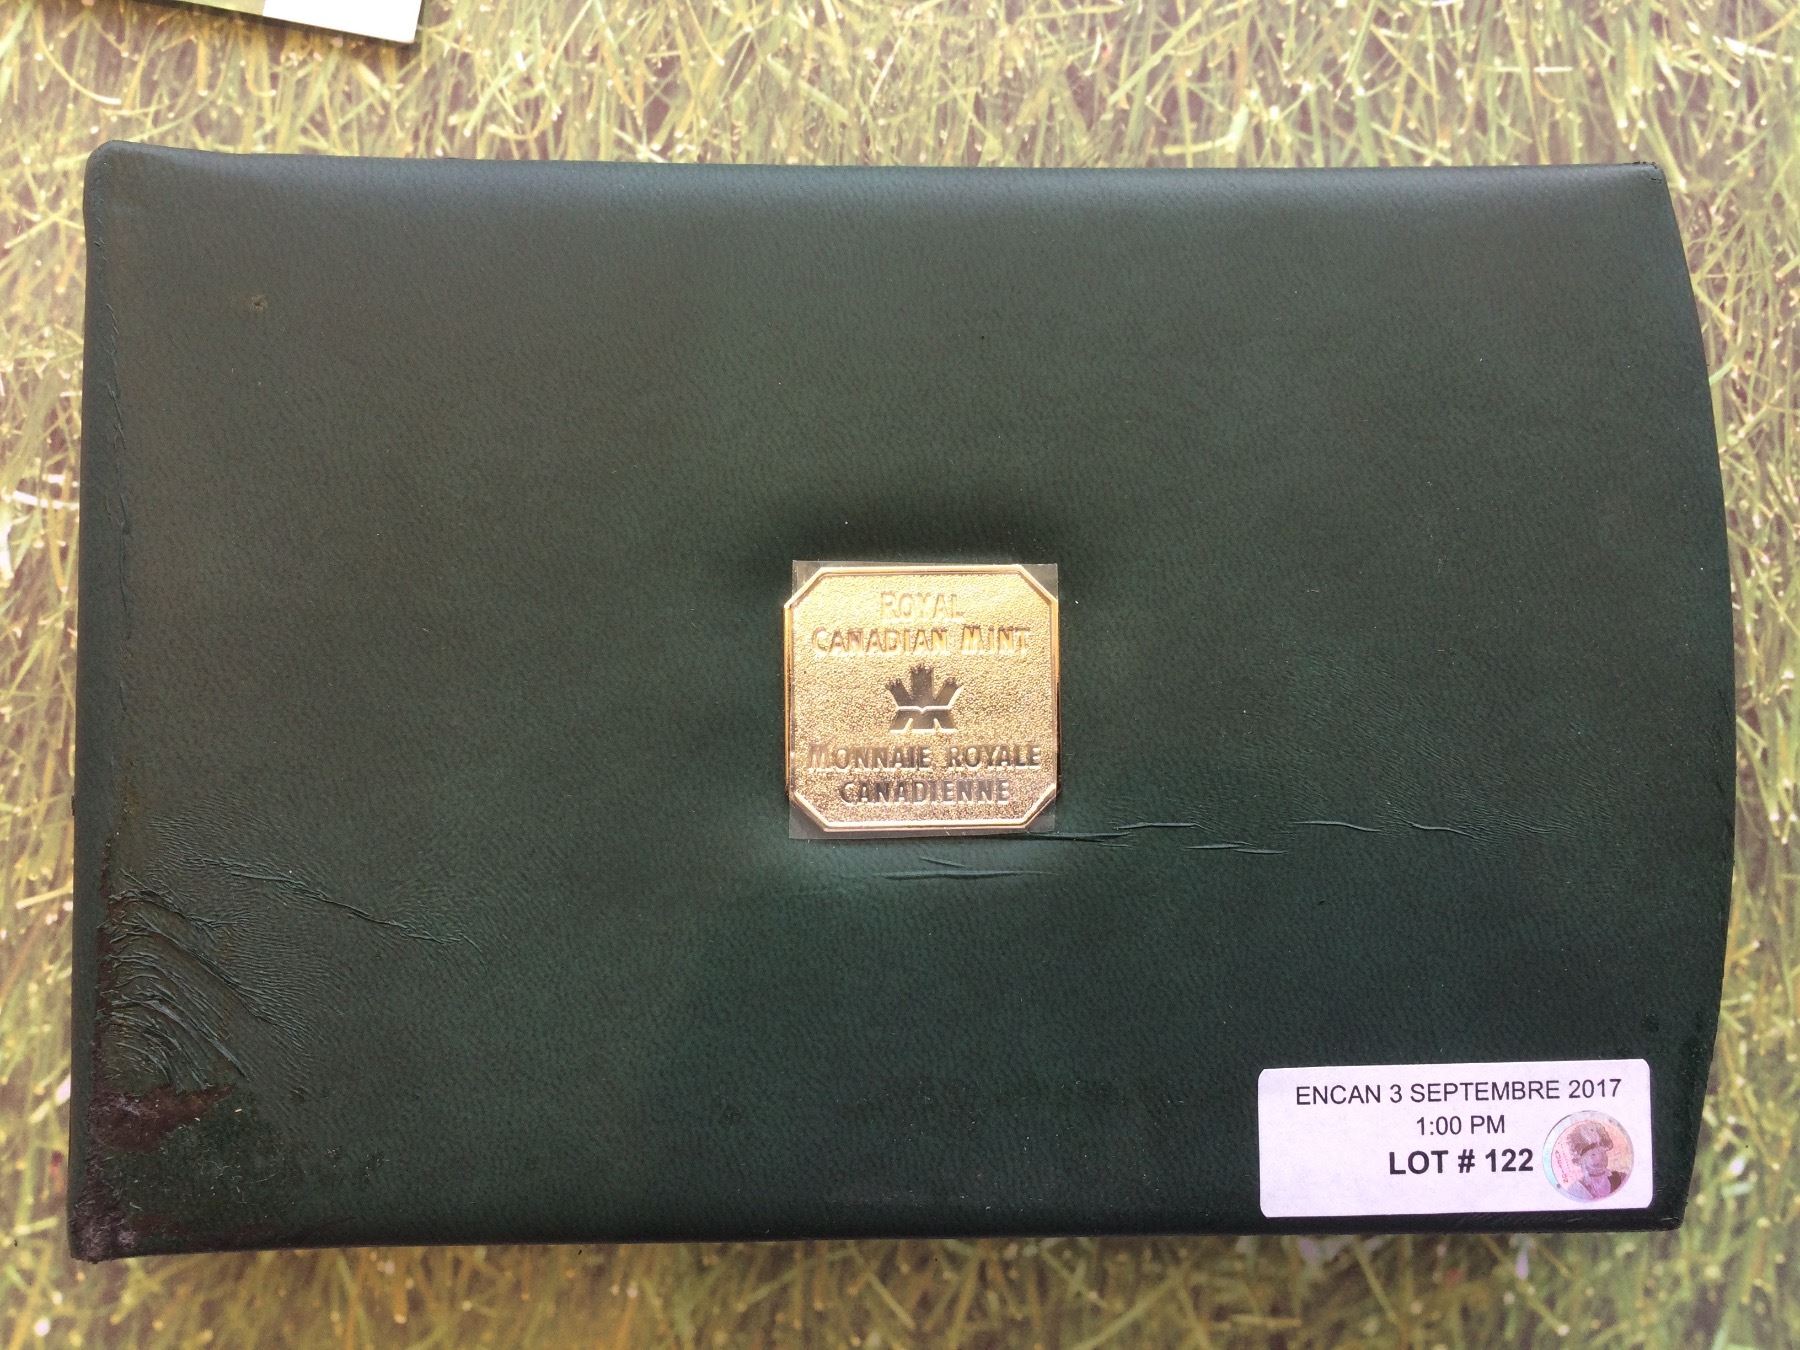 ROYAL
CANADIAN MINT
MONNAIE ROYALE
CANADIENNE
ENCAN 3 SEPTEMBRE 2017
1:00 PM
LOT # 122